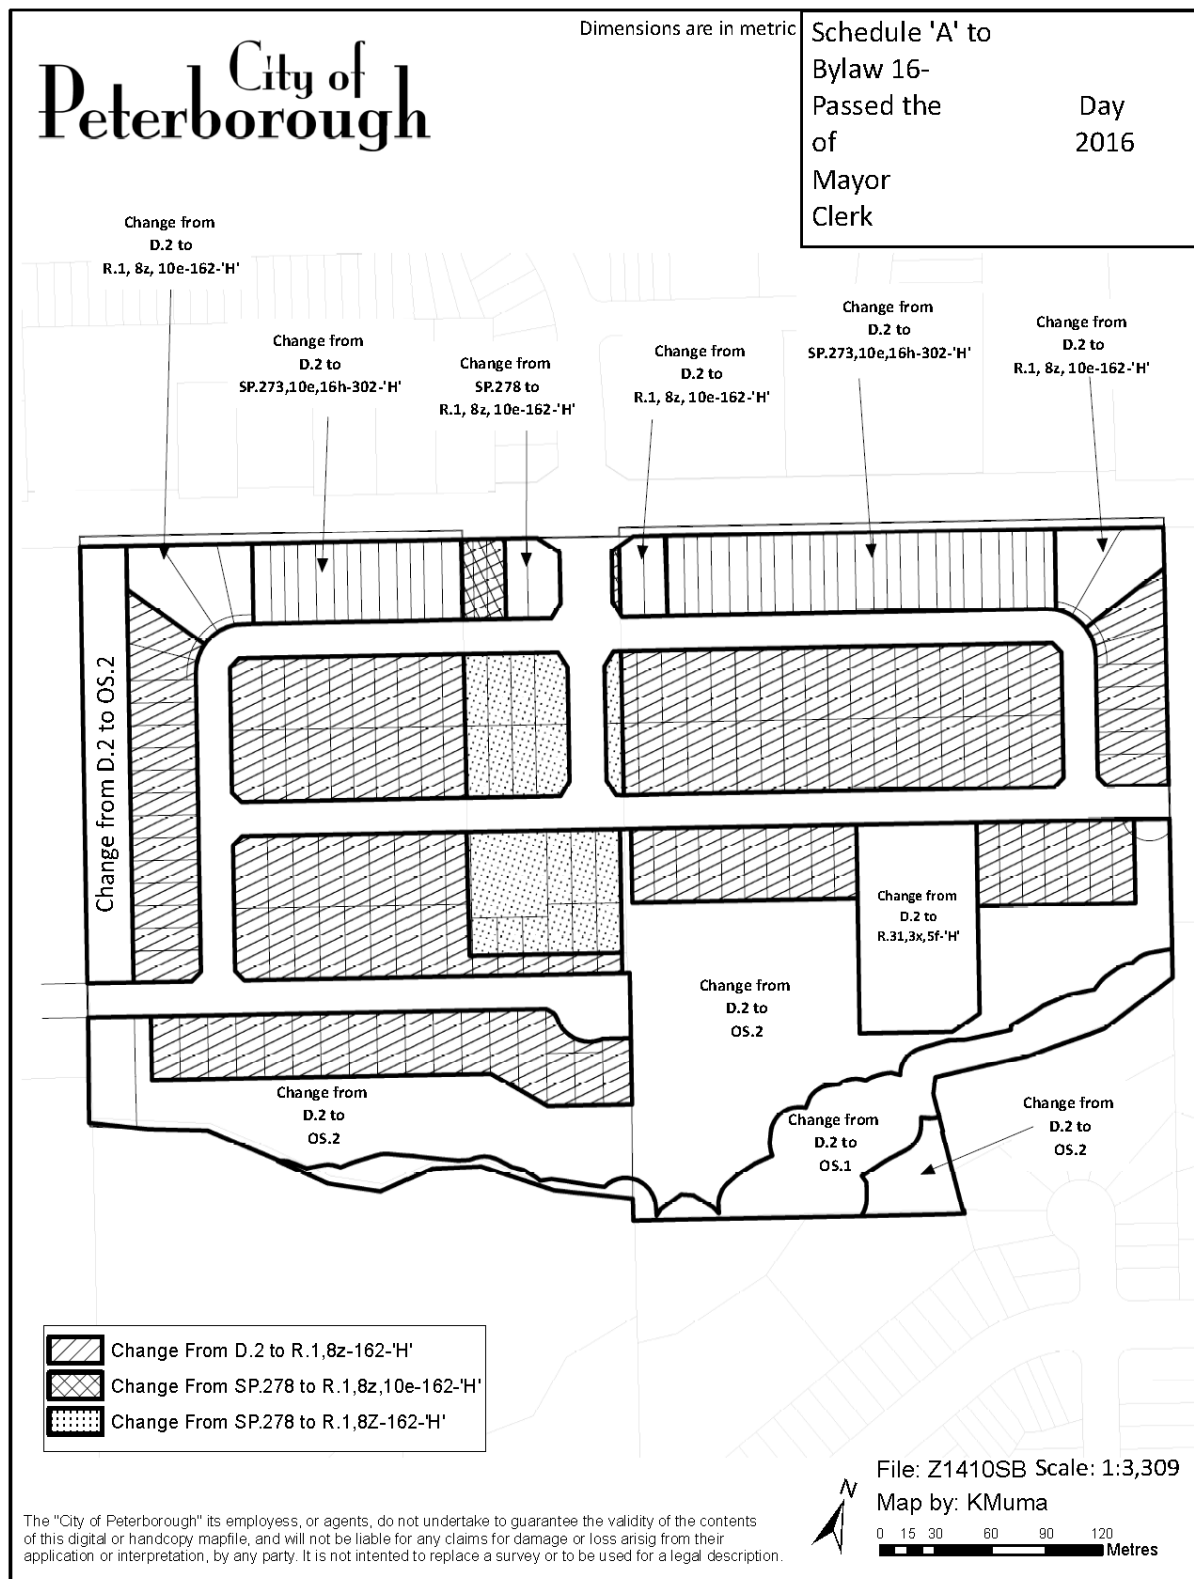 Dimensions are in metric
City of
Peterborough
Schedule 'A' to
Bylaw 16-
Passed the Day
of 2016
Mayor
Clerk
Change from
D.2 to
R.1, 8z, 10e-162-'H'
Change from
D.2 to
SP.273,10e,16h-302-'H'
Change from
SP.278 to
R.1, 8z, 10e-162-'H'
Change from
D.2 to
R.1, 8z, 10e-162-'H'
Change from
D.2 to
SP.273,10e,16h-302-'H'
Change from
D.2 to
R.1, 8z, 10e-162-'H'
Change from D.2 to OS.2
Change from
D.2 to
R.31,3x,5f-'H'
Change from
D.2 to
OS.2
Change from
D.2 to
OS.2
Change from
D.2 to
OS.1
Change from
D.2 to
OS.2
Change From D.2 to R.1,8z-162-'H'
Change From SP.278 to R.1,8z,10e-162-'H'
Change From SP.278 to R.1,8Z-162-'H'
File: Z1410SB Scale: 1:3,309
Map by: KMuma
N
0 15 30 60 90 120
Metres
The "City of Peterborough" its employess, or agents, do not undertake to guarantee the validity of the contents
of this digital or handcopy mapfile, and will not be liable for any claims for damage or loss arisig from their
application or interpretation, by any party. It is not intended to replace a survey or to be used for a legal description.